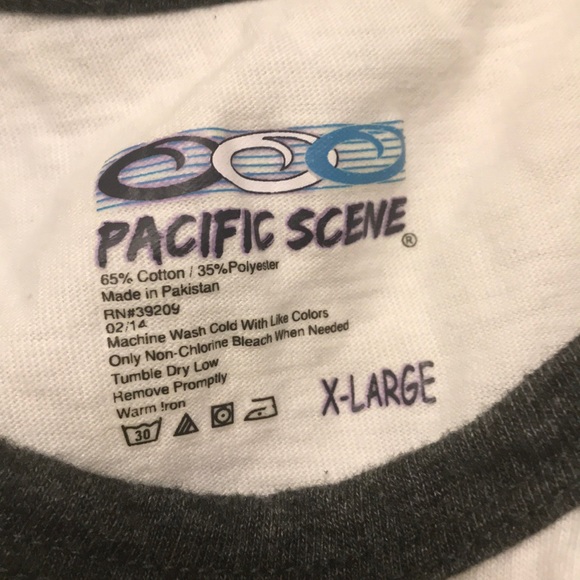 PACIFIC SCENE®
65% Cotton / 35%Polyester
Made in Pakistan
RN#39209
02/14
Machine Wash Cold With Like Colors
Only Non-Chlorine Bleach When Needed
Tumble Dry Low
Remove Promptly
Warm Iron
X-LARGE
30